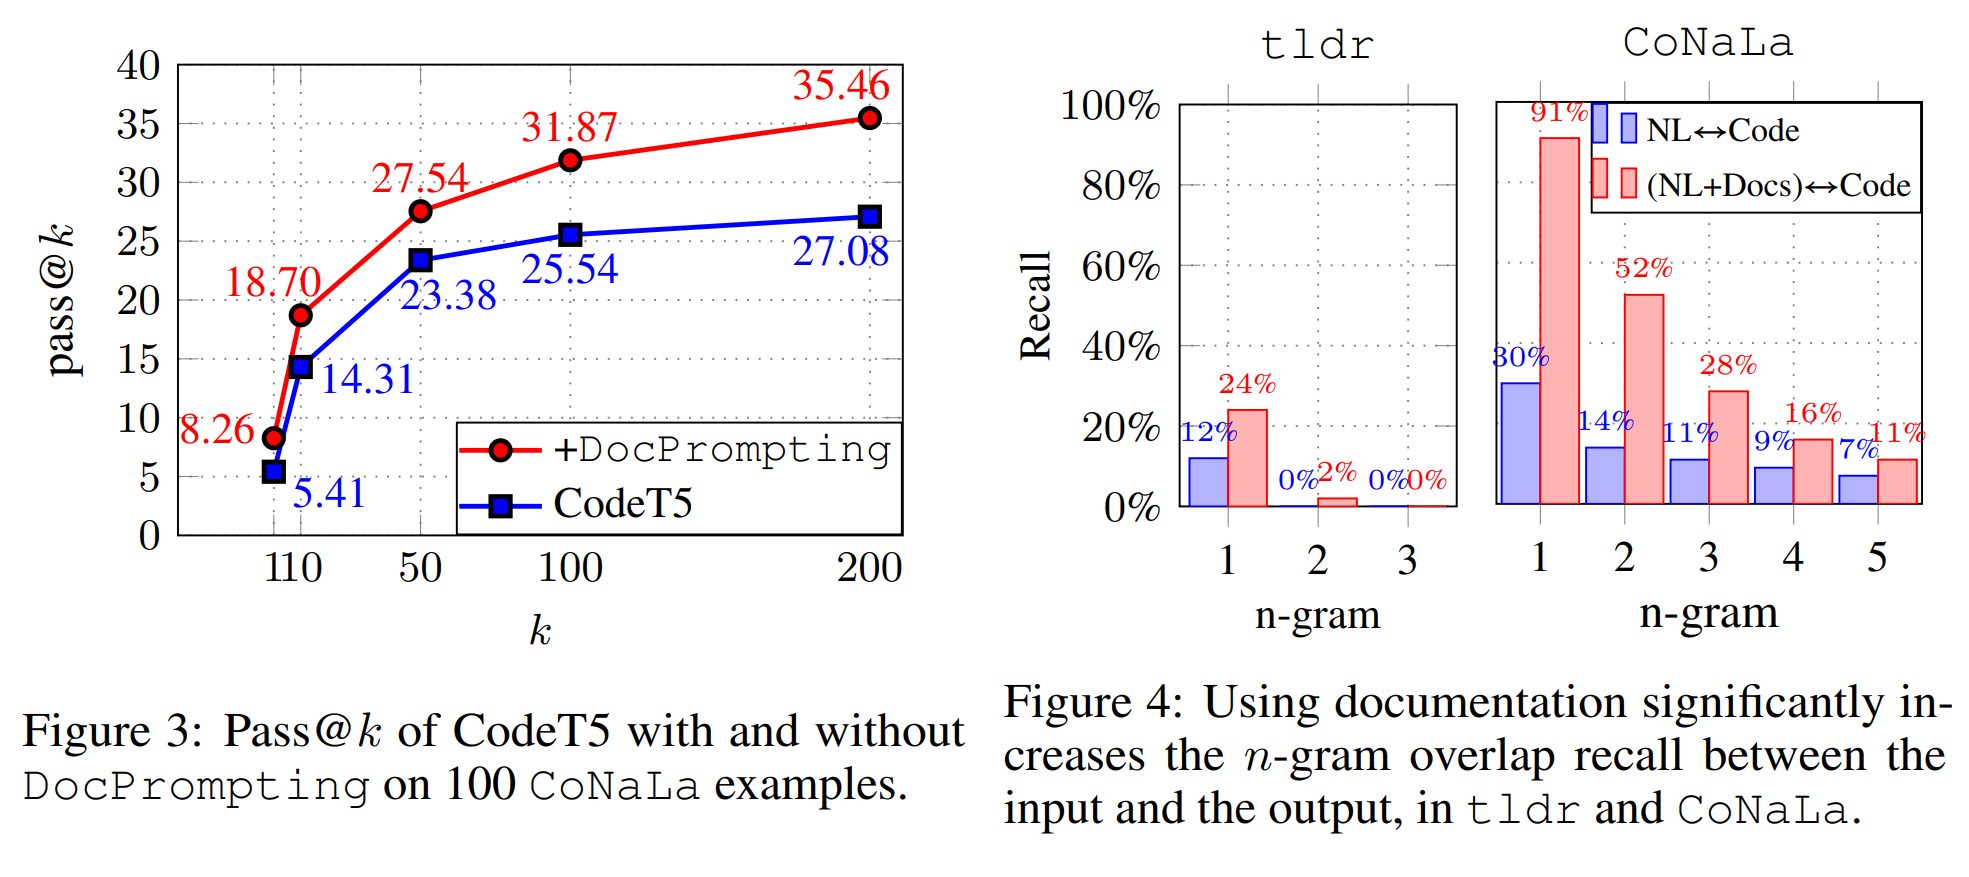 40
35
30
25
20
15
10
5
0
pass@k
35.46
31.87
27.54
18.70
8.26
27.08
25.54
23.38
14.31
5.41
+DocPrompting
CodeT5
1 10 50 100 200
k
Figure 3: Pass@k of CodeT5 with and without
DocPrompting on 100 CoNaLa examples.
tldr
100%
80%
60%
40%
20%
0%
Recall
12% 24% 0% 2% 0% 0%
1 2 3
n-gram
CoNaLa
NL↔Code
(NL+Docs)↔Code
30% 91% 14% 52% 11% 28% 9% 16% 7% 11%
1 2 3 4 5
n-gram
Figure 4: Using documentation significantly in-
creases the n-gram overlap recall between the
input and the output, in tldr and CoNaLa.